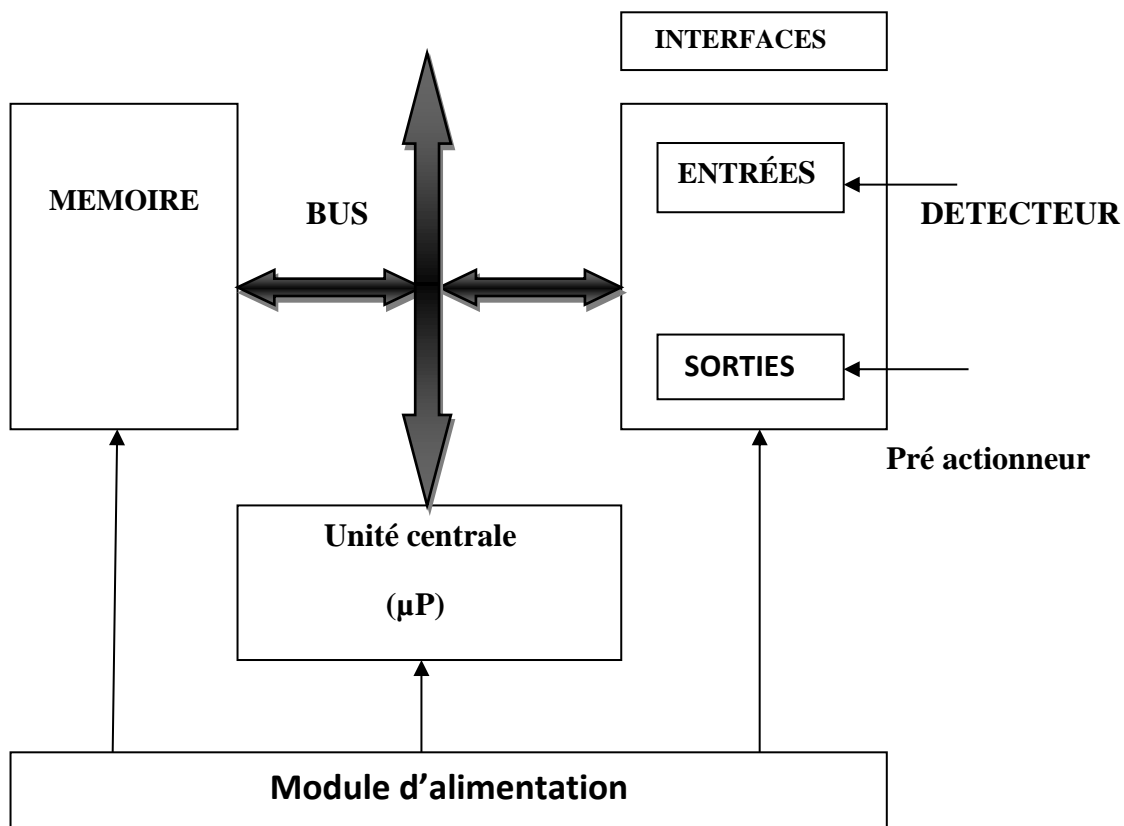 INTERFACES
MEMOIRE
BUS
ENTRÉES
DETECTEUR
SORTIES
Pré actionneur
Unité centrale
(µP)
Module d’alimentation